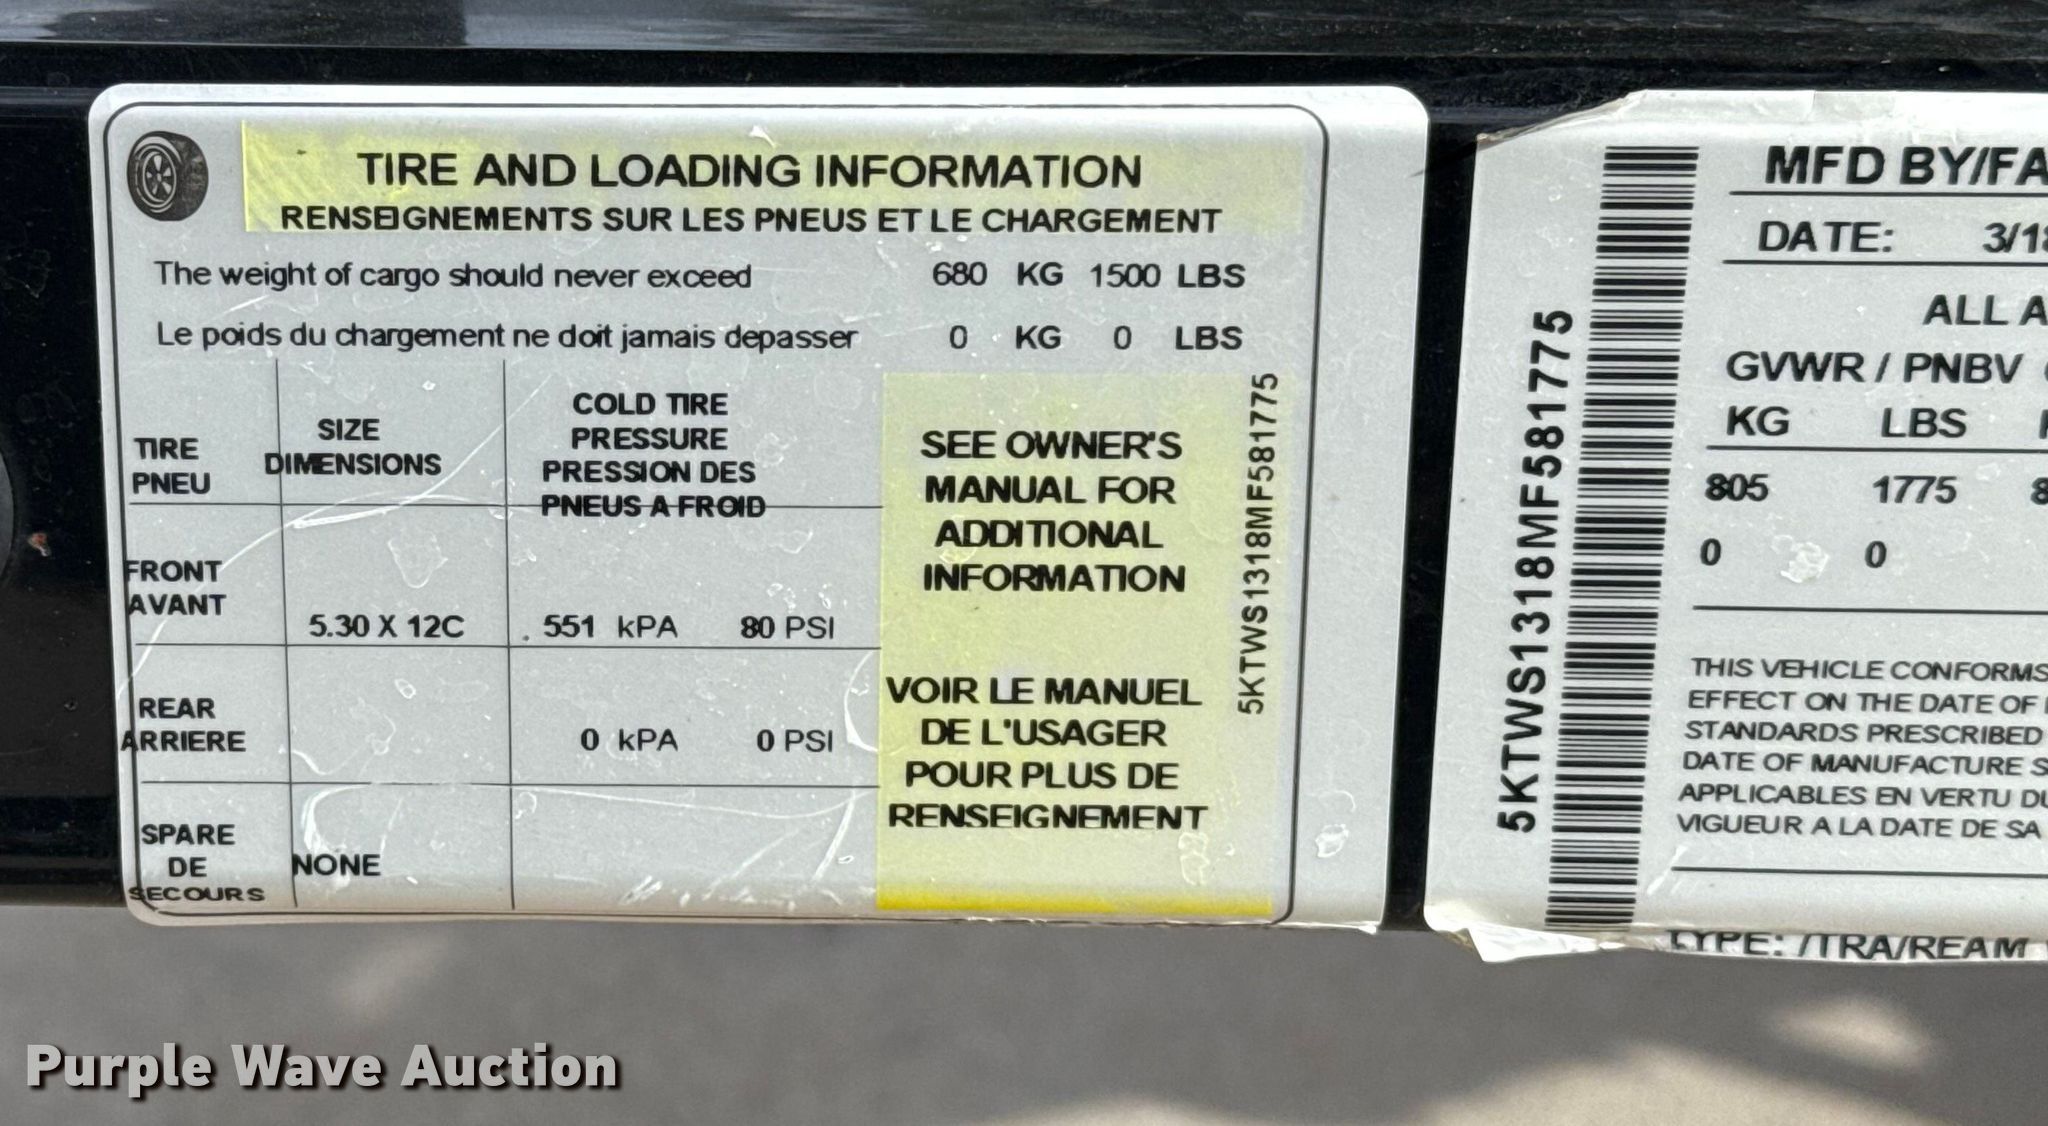 TIRE AND LOADING INFORMATION
RENSEIGNEMENTS SUR LES PNEUS ET LE CHARGEMENT
The weight of cargo should never exceed 680 KG 1500 LBS
Le poids du chargement ne doit jamais depasser 0 KG 0 LBS
TIRE
PNEU
SIZE
DIMENSIONS
COLD TIRE
PRESSURE
PRESSION DES
PNEUS A FROID
FRONT
AVANT
5.30 X 12C
551 kPA 80 PSI
REAR
ARRIERE
0 kPA 0 PSI
SPARE
DE
SECOURS
NONE
SEE OWNER'S
MANUAL FOR
ADDITIONAL
INFORMATION
VOIR LE MANUEL
DE L'USAGER
POUR PLUS DE
RENSEIGNEMENT
5KTWS1318MF581775
5KTWS1318MF581775
MFD BY/FA
DATE: 3/18
ALL A
GVWR / PNBV
KG LBS
805 1775
0 0
THIS VEHICLE CONFORMS
EFFECT ON THE DATE OF
STANDARDS PRESCRIBED
DATE OF MANUFACTURE S
APPLICABLES EN VERTU DU
VIGUEUR A LA DATE DE SA
TYPE: /TRA/REAM
Purple Wave Auction